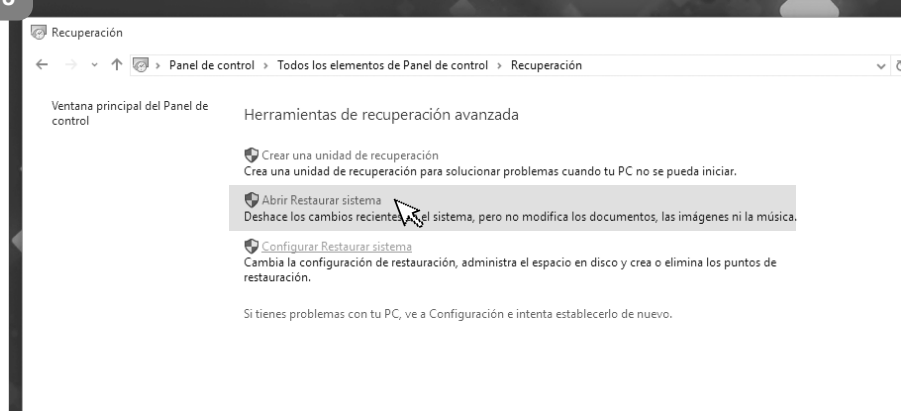 Recuperación
Panel de control > Todos los elementos de Panel de control > Recuperación
Ventana principal del Panel de
control
Herramientas de recuperación avanzada
Crear una unidad de recuperación
Crea una unidad de recuperación para solucionar problemas cuando tu PC no se pueda iniciar.
Abrir Restaurar sistema
Deshace los cambios recientes el sistema, pero no modifica los documentos, las imágenes ni la música.
Configurar Restaurar sistema
Cambia la configuración de restauración, administra el espacio en disco y crea o elimina los puntos de
restauración.
Si tienes problemas con tu PC, ve a Configuración e intenta establecerlo de nuevo.